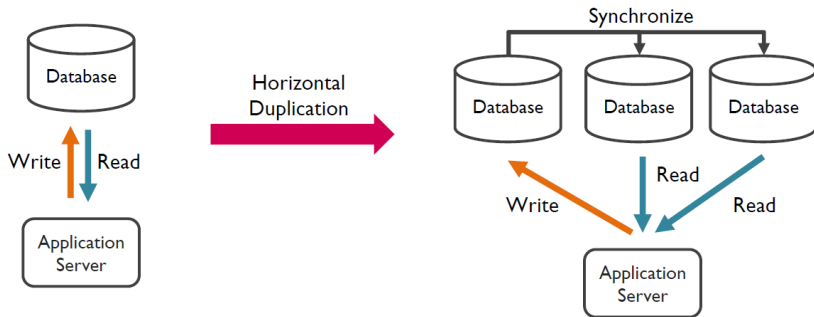 Synchronize
Database
Horizontal
Duplication
Database
Database
Database
Write
Read
Read
Write
Read
Application
Server
Application
Server